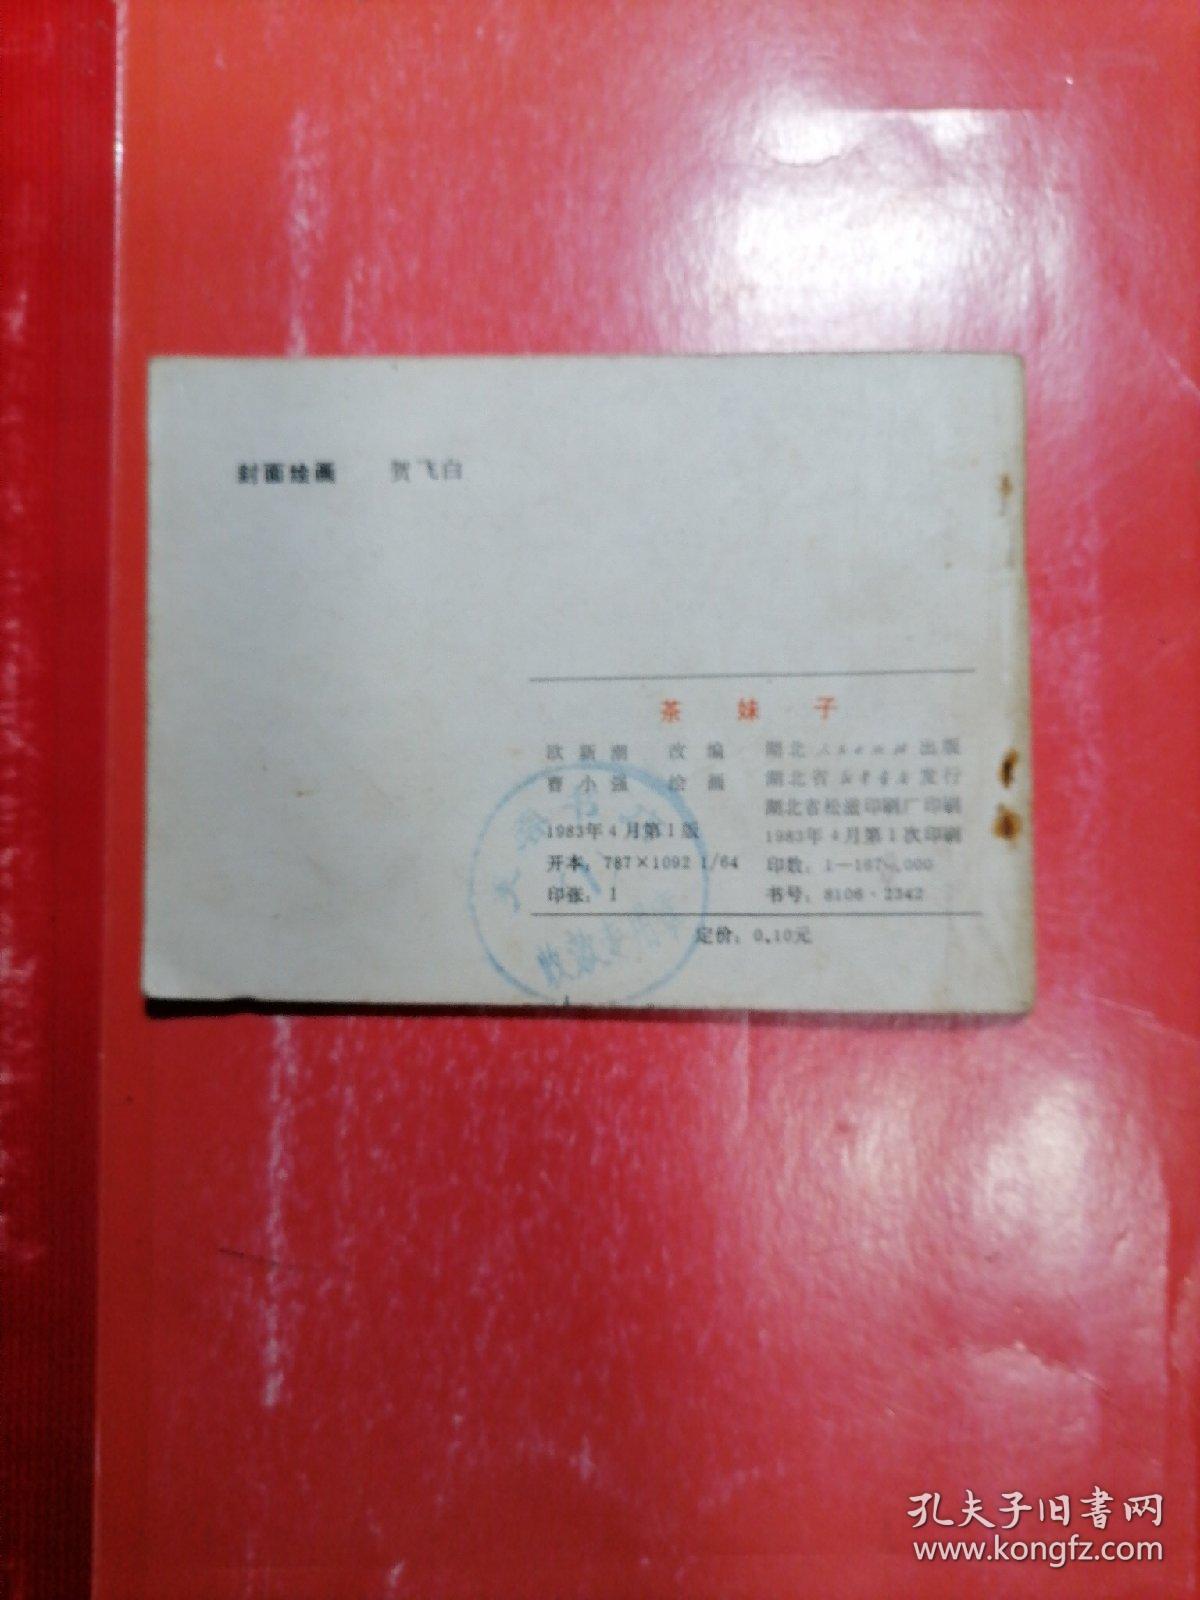 封面绘画 贺飞白
茶妹子
欧新潮 改编 湖北人民出版社出版
曹小强 绘画 湖北省新华书店发行
湖北省松滋印刷厂印刷
1983年4月第1版 1983年4月第1次印刷
开本：787×1092 1/64 印数：1—167,000
印张：1 书号：8106·2342
定价：0.10元
孔夫子旧书网
www.kongfz.com